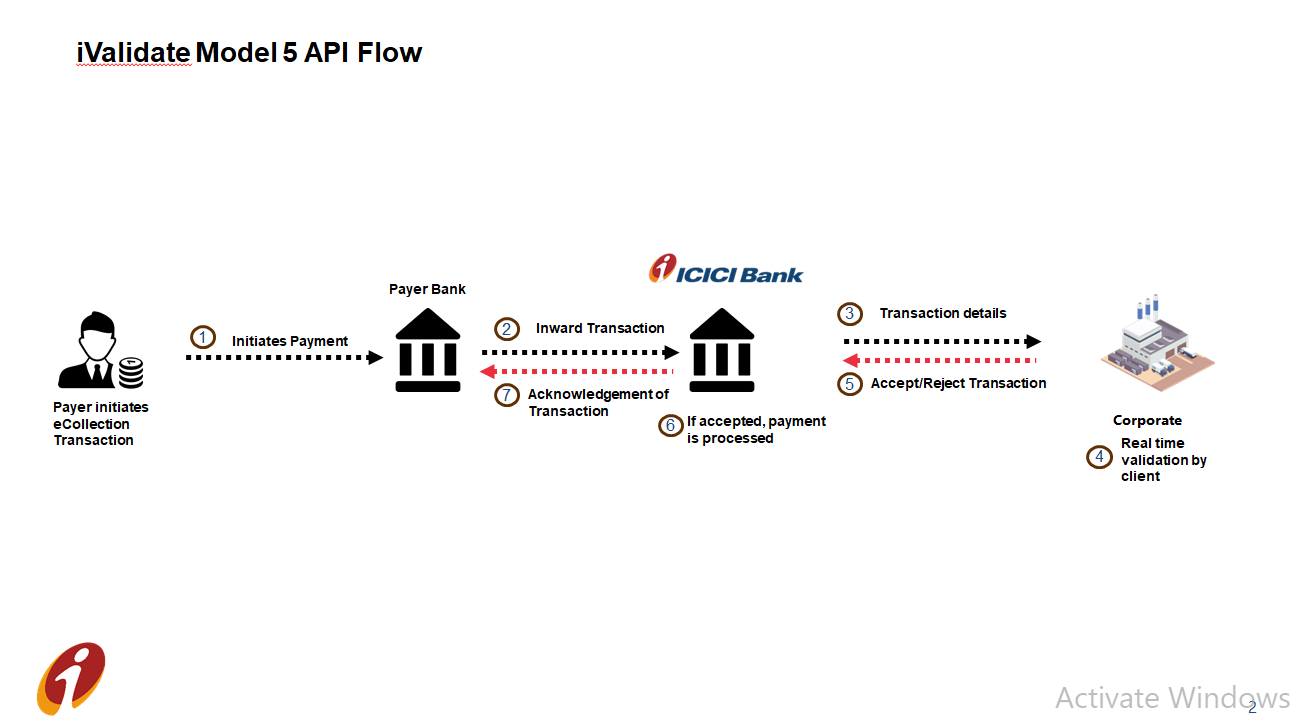 iValidate Model 5 API Flow
ICICI Bank
Payer Bank
1 Initiates Payment
2 Inward Transaction
3 Transaction details
7 Acknowledgement of
Transaction
5 Accept/Reject Transaction
Payer initiates
eCollection
Transaction
6 If accepted, payment
is processed
Corporate
4 Real time
validation by
client
Activate Windows
2